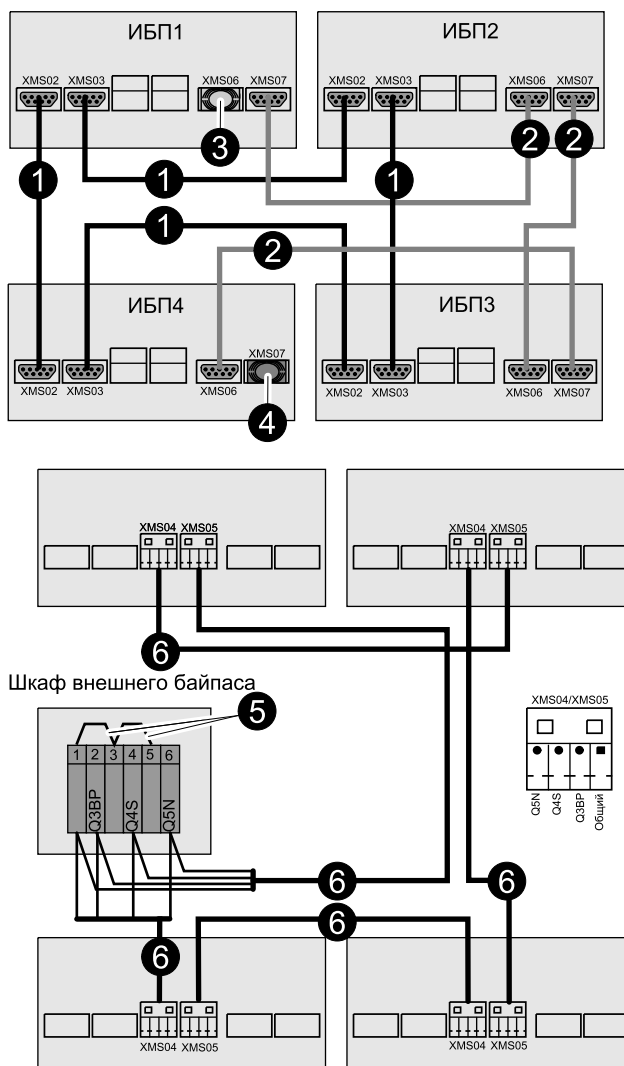 ИБП1
ИБП2
XMS02 XMS03 XMS06 XMS07
XMS02 XMS03 XMS06 XMS07
3
2 2
1 1 1
1
2
ИБП4
ИБП3
XMS07
XMS02 XMS03 XMS06
XMS02 XMS03 XMS06 XMS07
4
XMS04 XMS05
XMS04 XMS05
6
Шкаф внешнего байпаса
5
XMS04/XMS05
1 2 3 4 5 6
Q3BP
Q4S
Q5N
Q5N
Q4S
Q3BP
Общий
6 6
6
6
XMS04 XMS05
XMS04 XMS05